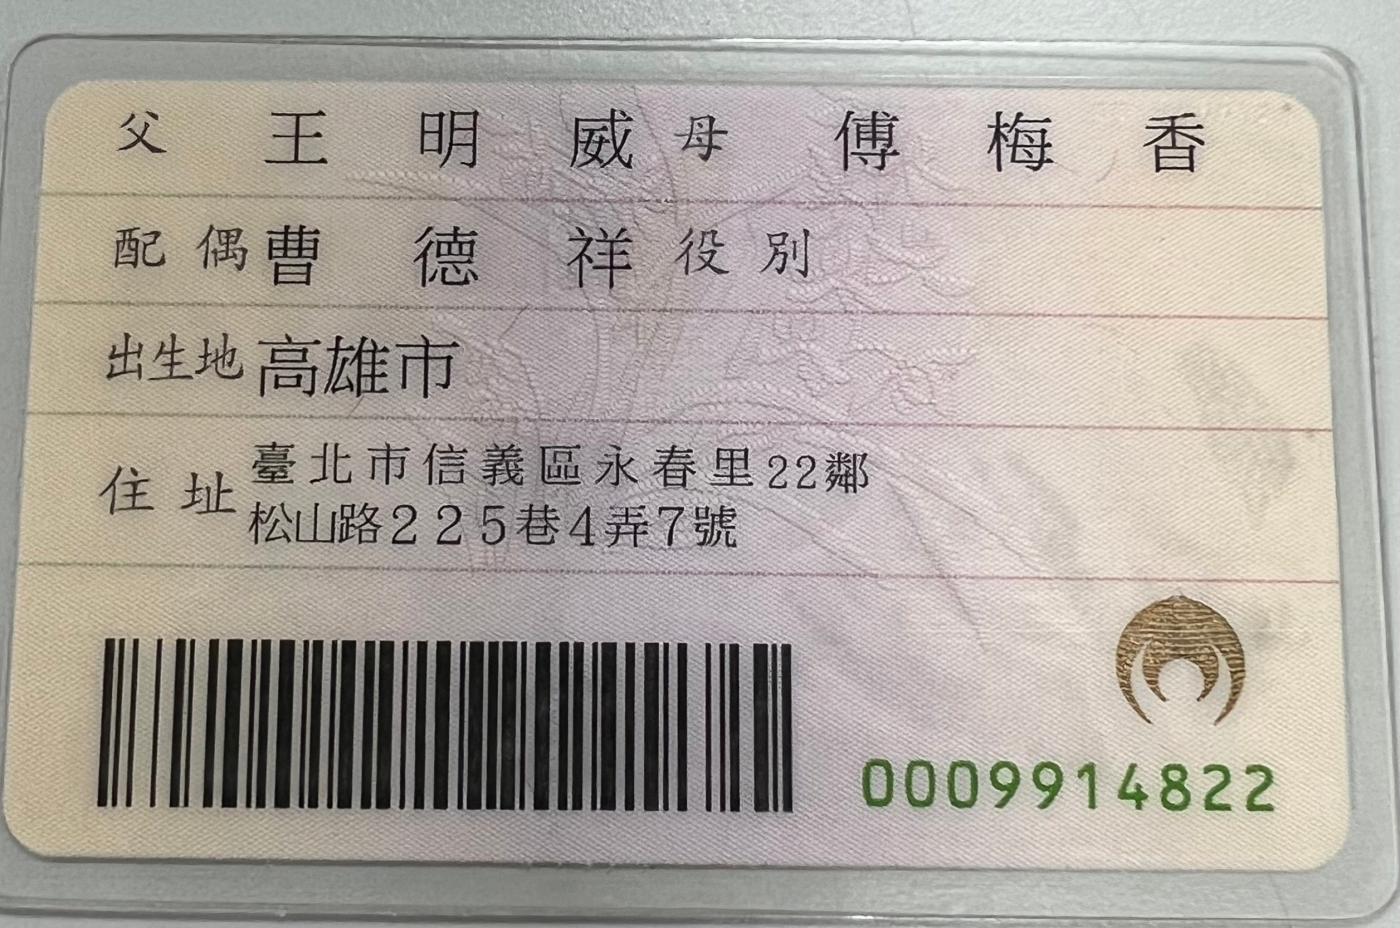 父 王明威 母 傅梅香
配偶 曹德祥 役別
出生地 高雄市
住址 臺北市信義區永春里22鄰
松山路225巷4弄7號
0009914822